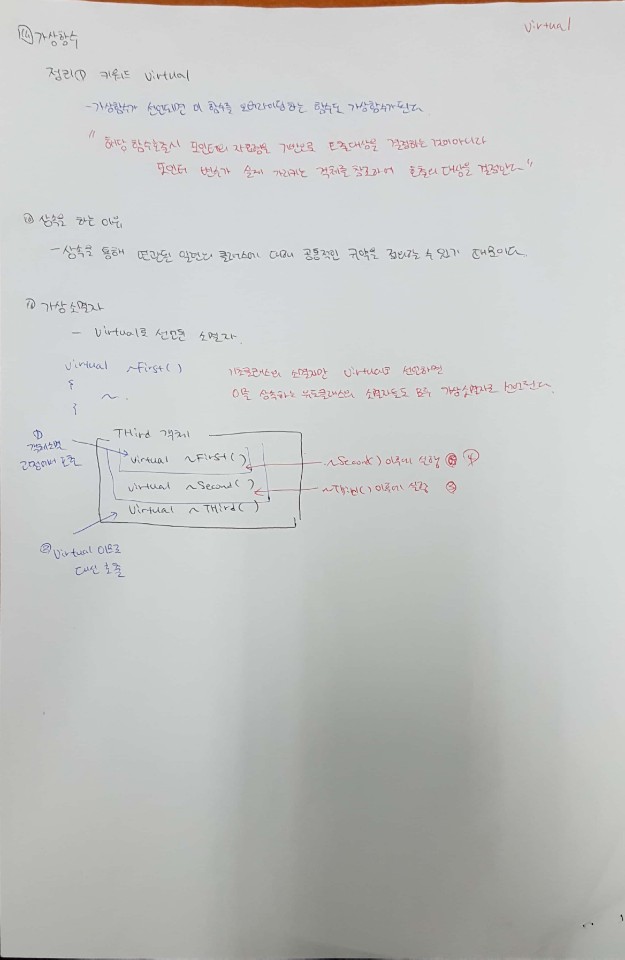 virtual
⑭ 가상함수
정리① 키워드 virtual
- 가상함수가 선언되면 이 함수를 오버라이딩하는 함수도 가상함수가 된다.
" 해당 함수호출시 포인터의 자료형을 기반으로 호출대상을 결정하는 것이 아니라
포인터 변수가 실제 가리키는 객체를 참조하여 호출의 대상을 결정한다 "
상속을 하는 이유
- 상속을 통해 연관된 일련의 클래스에 대해 공통적인 규약을 정의할 수 있기 때문이다
가상소멸자
- virtual로 선언된 소멸자.
virtual ~First() 기초클래스의 소멸자만 virtual로 선언하면
{ 이를 상속하는 유도클래스의 소멸자들도 모두 가상소멸자로 선언된다.
~.
}
① THird 객체
객체소멸 virtual ~First() ~Second() 이후에 실행 ④
과정에서 호출 virtual ~Second() ~THird() 이후에 실행 ③
virtual ~THird()
② virtual 이므로
대신 호출